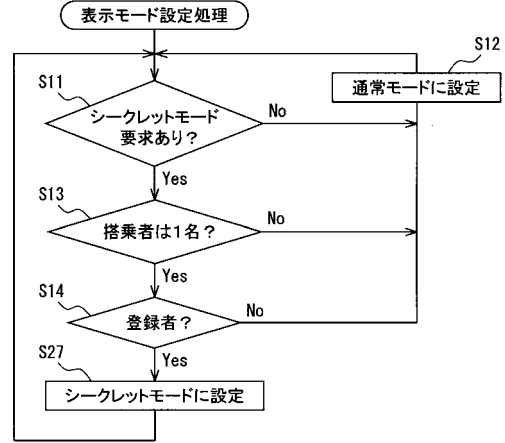 表示モード設定処理
S12
通常モードに設定
S11
シークレットモード
要求あり？
No
Yes
S13
搭乗者は１名？
No
Yes
S14
登録者？
No
Yes
S27
シークレットモードに設定